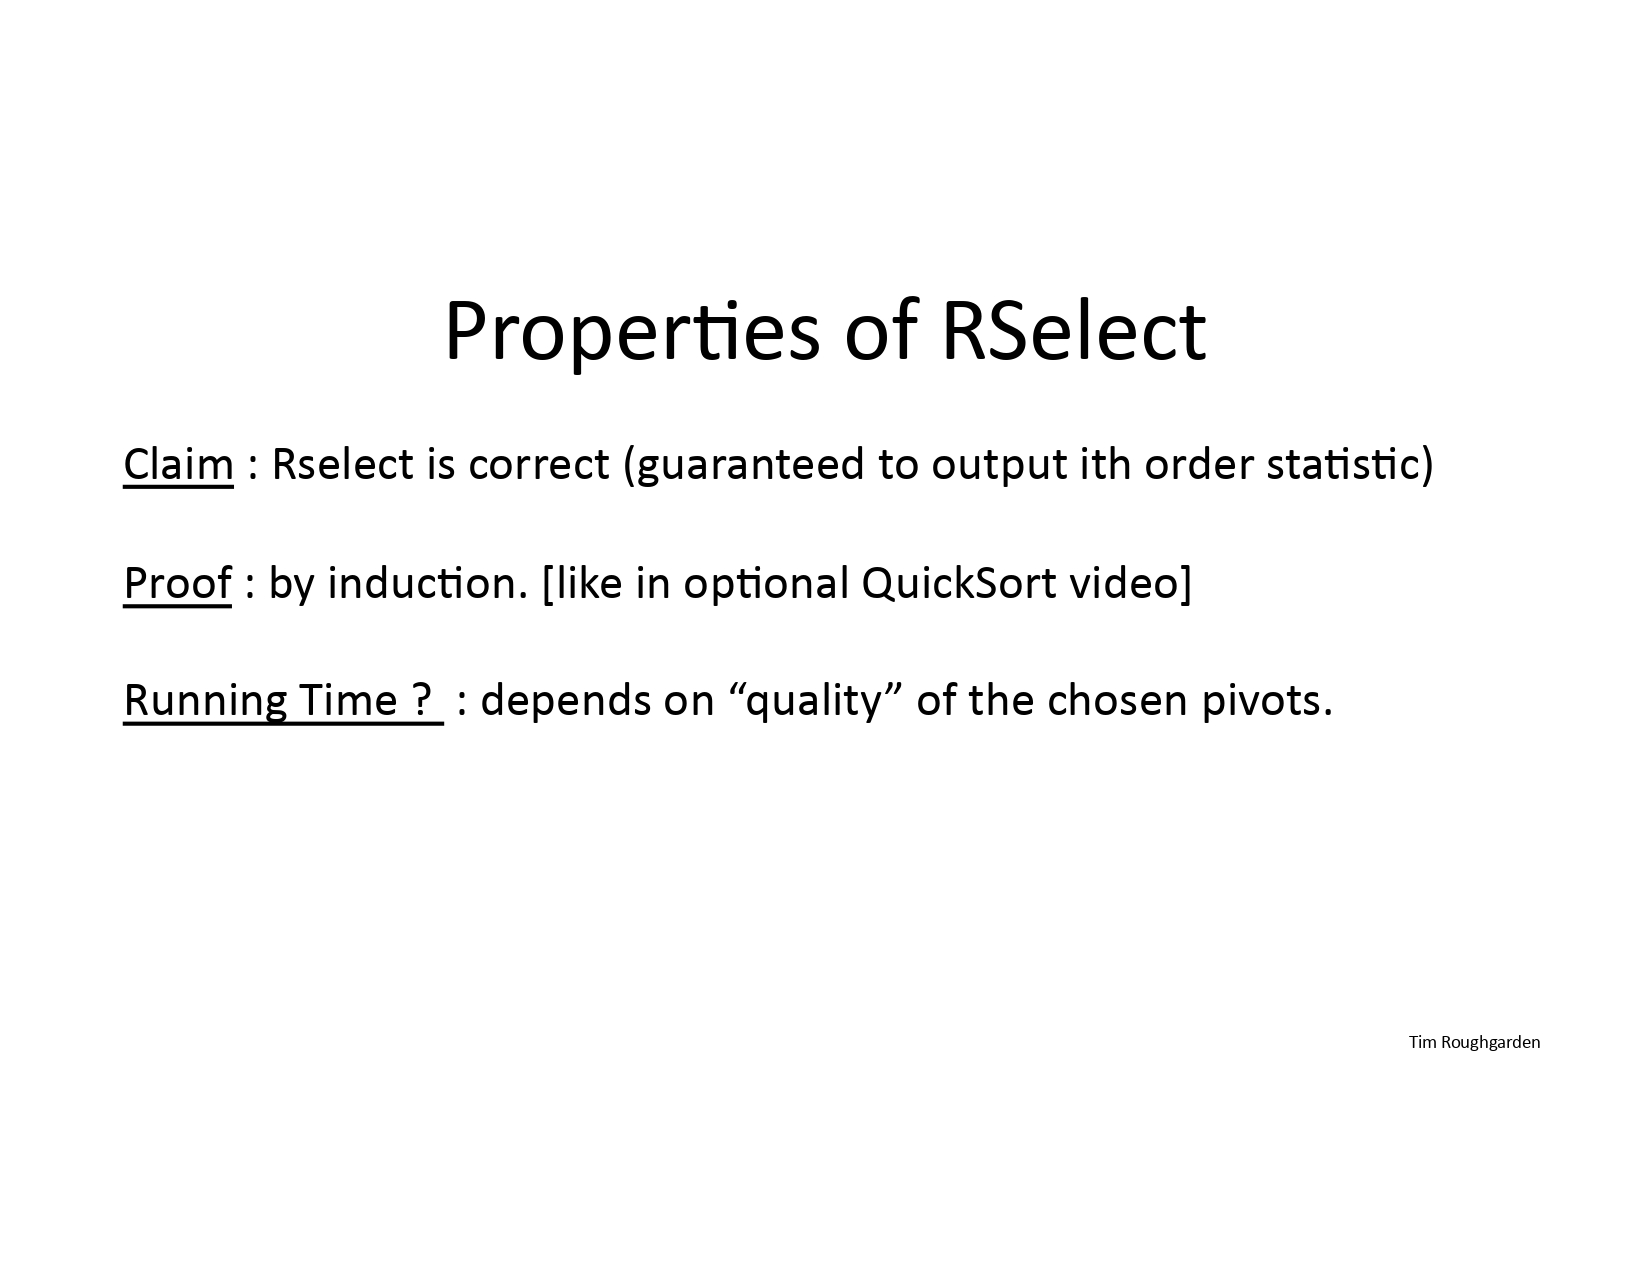 Properties of RSelect
Claim : Rselect is correct (guaranteed to output ith order statistic)
Proof : by induction. [like in optional QuickSort video]
Running Time ? : depends on “quality” of the chosen pivots.
Tim Roughgarden